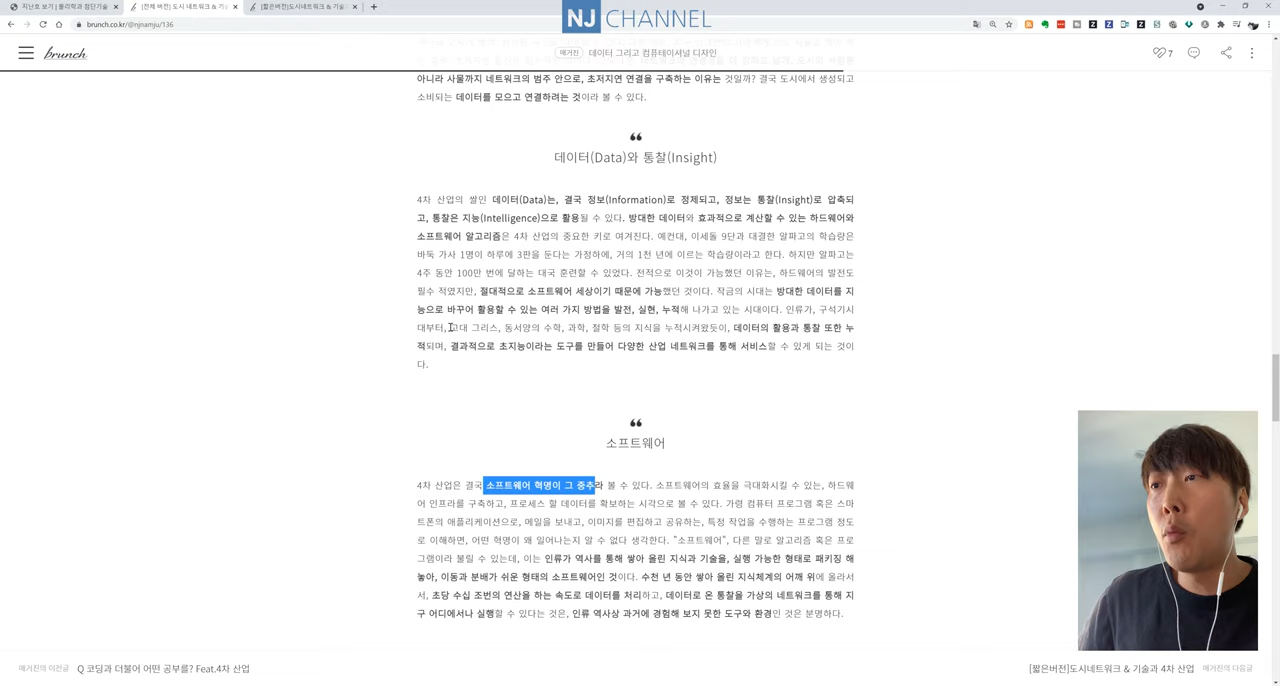 지난호 보기 | 물리학과 첨단기술
[전체 버전] 도시 네트워크 & 기술
[짧은버전]도시네트워크 & 기술
brunch.co.kr/@njnamju/136
NJ CHANNEL
brunch
매거진 데이터 그리고 컴퓨테이셔널 디자인
7
아니라 사물까지 네트워크의 범주 안으로, 초저지연 연결을 구축하는 이유는 것일까? 결국 도시에서 생성되고
소비되는 데이터를 모으고 연결하려는 것이라 볼 수 있다.
❝
데이터(Data)와 통찰(Insight)
4차 산업의 쌀인 데이터(Data)는, 결국 정보(Information)로 정제되고, 정보는 통찰(Insight)로 압축되
고, 통찰은 지능(Intelligence)으로 활용될 수 있다. 방대한 데이터와 효과적으로 계산할 수 있는 하드웨어와
소프트웨어 알고리즘은 4차 산업의 중요한 키로 여겨진다. 예컨대, 이세돌 9단과 대결한 알파고의 학습량은
바둑 가사 1명이 하루에 3판을 둔다는 가정하에, 거의 1천 년에 이르는 학습량이라고 한다. 하지만 알파고는
4주 동안 100만 번에 달하는 대국 훈련할 수 있었다. 전적으로 이것이 가능했던 이유는, 하드웨어의 발전도
필수 적였지만, 절대적으로 소프트웨어 세상이기 때문에 가능했던 것이다. 작금의 시대는 방대한 데이터를 지
능으로 바꾸어 활용할 수 있는 여러 가지 방법을 발전, 실현, 누적해 나가고 있는 시대이다. 인류가, 구석기시
대부터, 고대 그리스, 동서양의 수학, 과학, 철학 등의 지식을 누적시켜왔듯이, 데이터의 활용과 통찰 또한 누
적되며, 결과적으로 초지능이라는 도구를 만들어 다양한 산업 네트워크를 통해 서비스할 수 있게 되는 것이
다.
❝
소프트웨어
4차 산업은 결국 소프트웨어 혁명이 그 중추라 볼 수 있다. 소프트웨어의 효율을 극대화시킬 수 있는, 하드웨
어 인프라를 구축하고, 프로세스 할 데이터를 확보하는 시각으로 볼 수 있다. 가령 컴퓨터 프로그램 혹은 스마
트폰의 애플리케이션으로, 메일을 보내고, 이미지를 편집하고 공유하는, 특정 작업을 수행하는 프로그램 정도
로 이해하면, 어떤 혁명이 왜 일어나는지 알 수 없다 생각한다. "소프트웨어", 다른 말로 알고리즘 혹은 프로
그램이라 불릴 수 있는데, 이는 인류가 역사를 통해 쌓아 올린 지식과 기술을, 실행 가능한 형태로 패키징 해
놓아, 이동과 분배가 쉬운 형태의 소프트웨어인 것이다. 수천 년 동안 쌓아 올린 지식체계의 어깨 위에 올라서
서, 초당 수십 조번의 연산을 하는 속도로 데이터를 처리하고, 데이터로 온 통찰을 가상의 네트워크를 통해 지
구 어디에서나 실행할 수 있다는 것은, 인류 역사상 과거에 경험해 보지 못한 도구와 환경인 것은 분명하다.
매거진의 이전글 Q 코딩과 더불어 어떤 공부를? Feat.4차 산업
[짧은버전]도시네트워크 & 기술과 4차 산업 매거진의 다음글